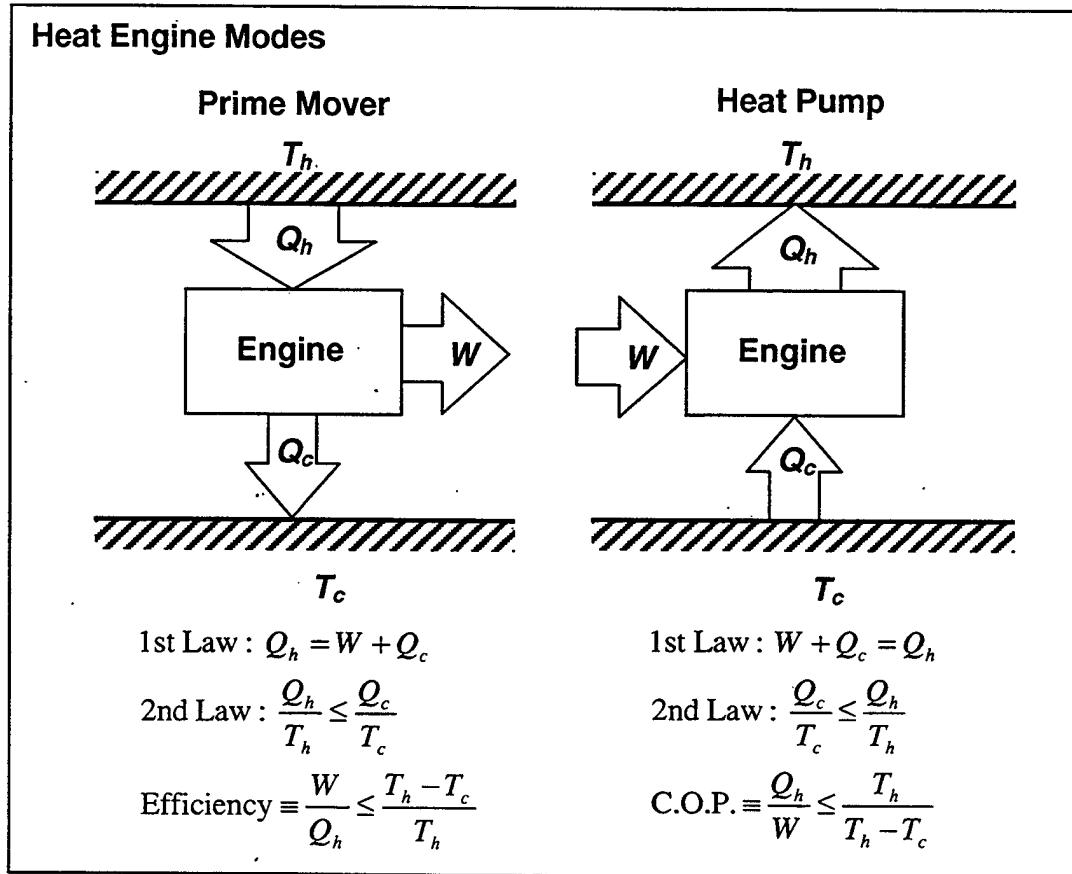 Heat Engine Modes
Prime Mover
T_h
Q_h
Engine
W
Q_c
T_c
1st Law : Q_h = W + Q_c
2nd Law : Q_h/T_h ≤ Q_c/T_c
Efficiency ≡ W/Q_h ≤ (T_h − T_c)/T_h
Heat Pump
T_h
Q_h
W
Engine
Q_c
T_c
1st Law : W + Q_c = Q_h
2nd Law : Q_c/T_c ≤ Q_h/T_h
C.O.P. ≡ Q_h/W ≤ T_h/(T_h − T_c)